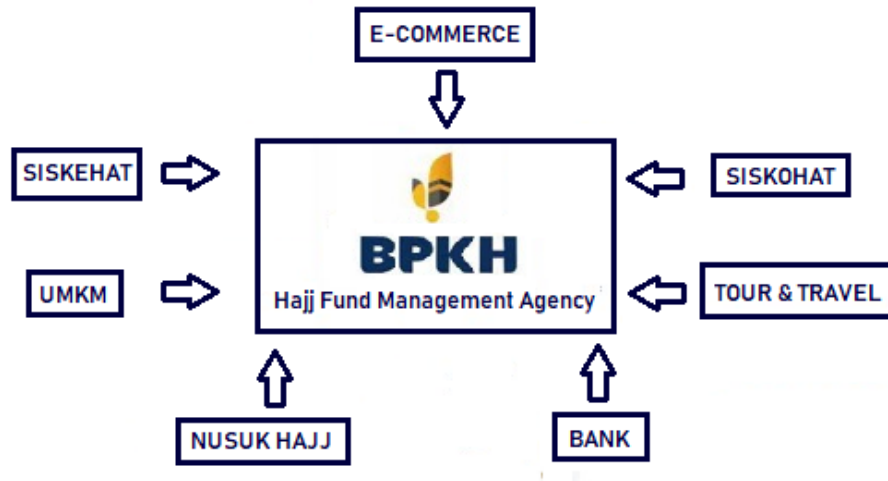 E-COMMERCE
SISKEHAT
SISKOHAT
BPKH
Hajj Fund Management Agency
UMKM
TOUR & TRAVEL
NUSUK HAJJ
BANK